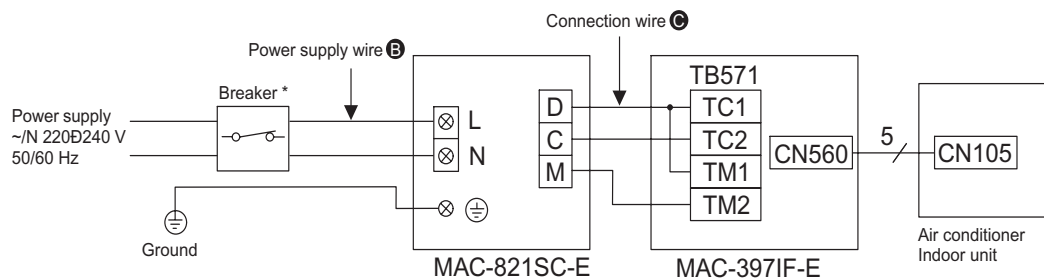 Connection wire C
Power supply wire B
Breaker *
Power supply
~/N 220Ð240 V
50/60 Hz
Ground
L
N
D
C
M
MAC-821SC-E
TB571
TC1
TC2
TM1
TM2
CN560
MAC-397IF-E
5
CN105
Air conditioner
Indoor unit